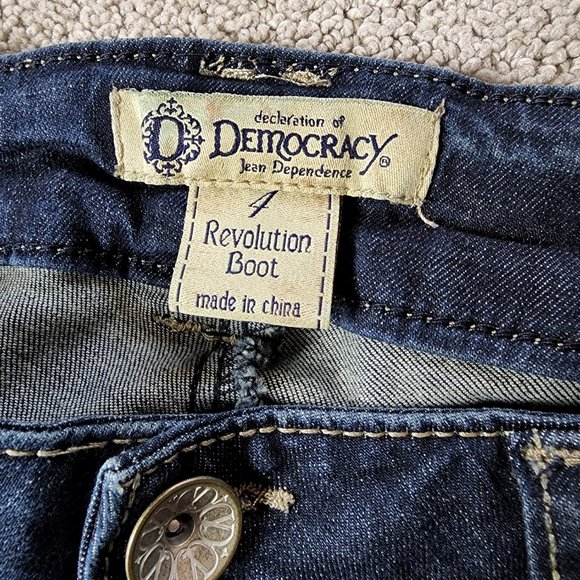 declaration of
D DEMOCRACY®
Jean Dependence
4
Revolution
Boot
made in china